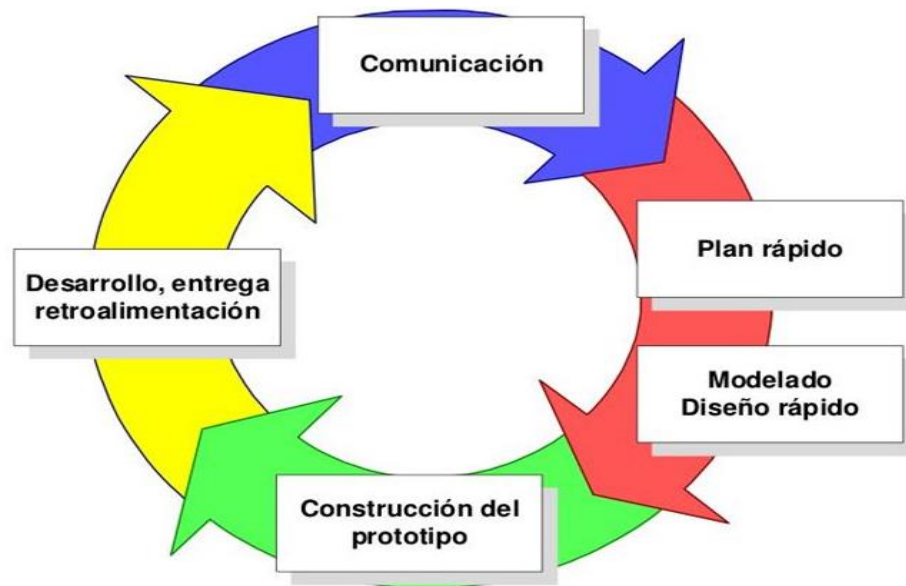 Comunicación
Plan rápido
Modelado
Diseño rápido
Construcción del
prototipo
Desarrollo, entrega
retroalimentación